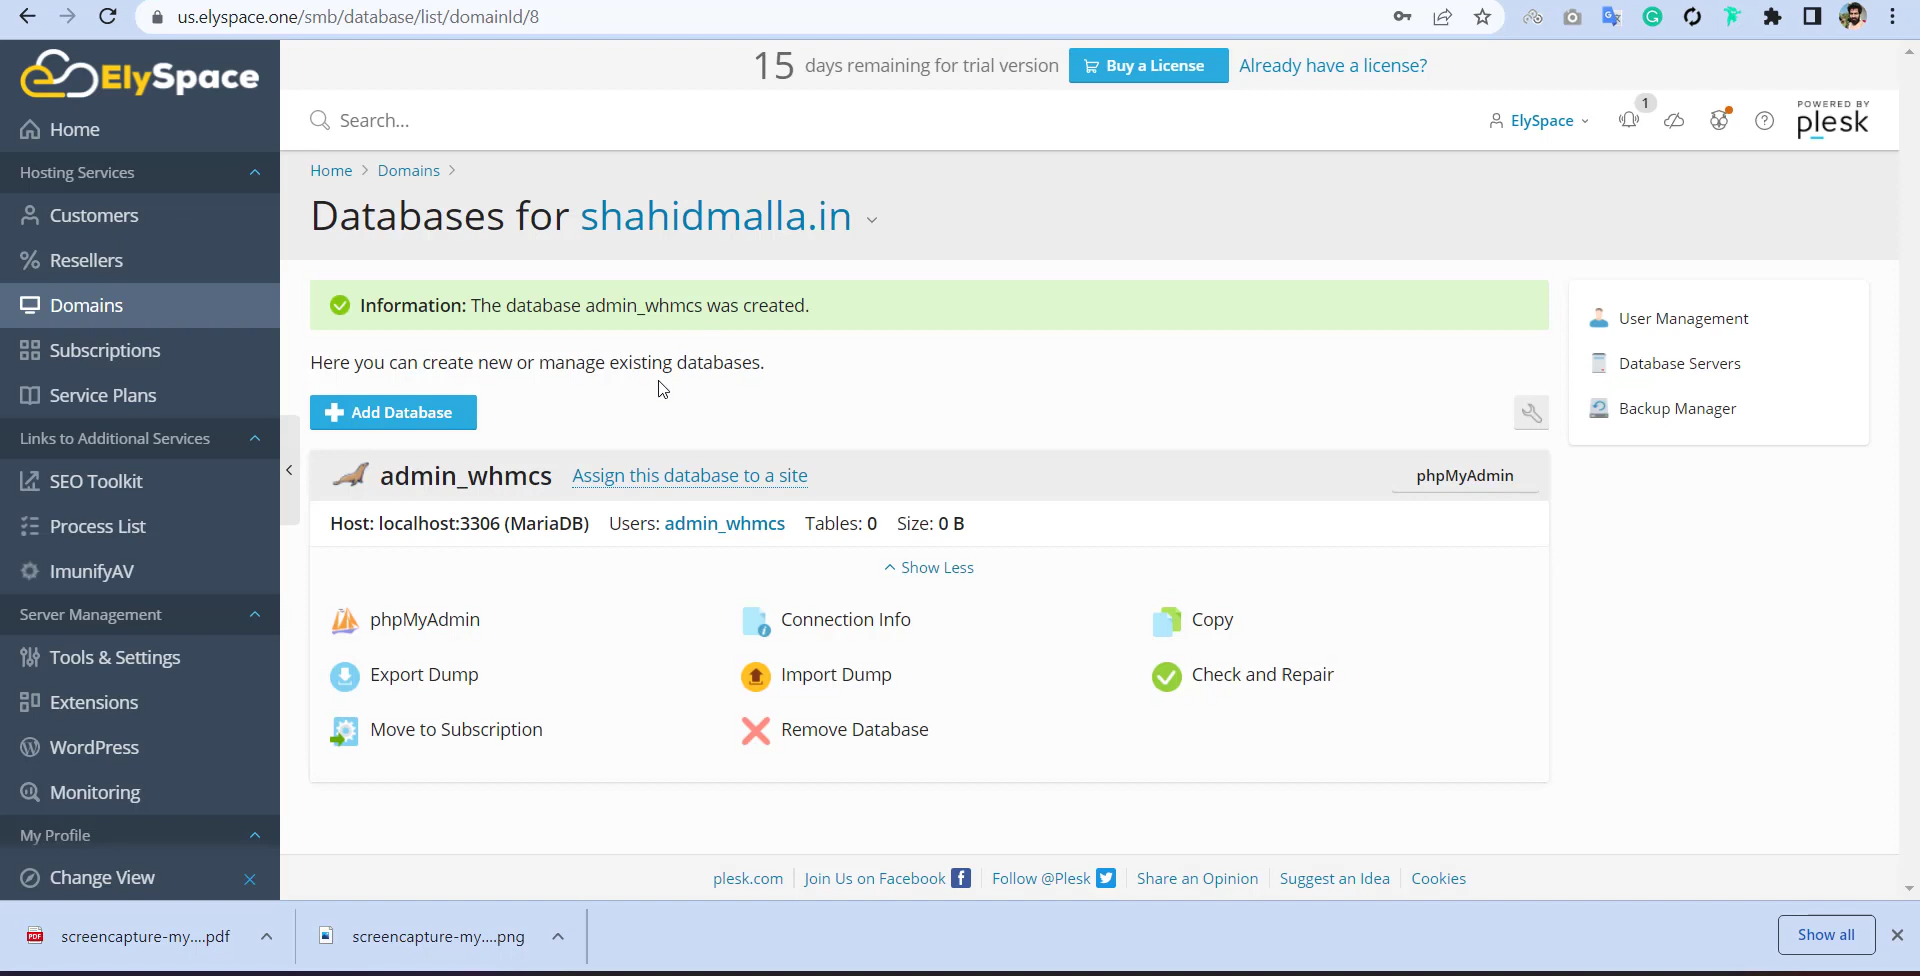 us.elyspace.one/smb/database/list/domainId/8
ElySpace
15 days remaining for trial version Buy a License Already have a license?
Search...
ElySpace
1
POWERED BY
plesk
Home
Hosting Services
Customers
Resellers
Domains
Subscriptions
Service Plans
Links to Additional Services
SEO Toolkit
Process List
ImunifyAV
Server Management
Tools & Settings
Extensions
WordPress
Monitoring
My Profile
Change View
Home > Domains >
Databases for shahidmalla.in
Information: The database admin_whmcs was created.
Here you can create new or manage existing databases.
Add Database
admin_whmcs Assign this database to a site phpMyAdmin
Host: localhost:3306 (MariaDB) Users: admin_whmcs Tables: 0 Size: 0 B
Show Less
phpMyAdmin Connection Info Copy
Export Dump Import Dump Check and Repair
Move to Subscription Remove Database
User Management
Database Servers
Backup Manager
plesk.com Join Us on Facebook Follow @Plesk Share an Opinion Suggest an Idea Cookies
PDF screencapture-my....pdf screencapture-my....png Show all